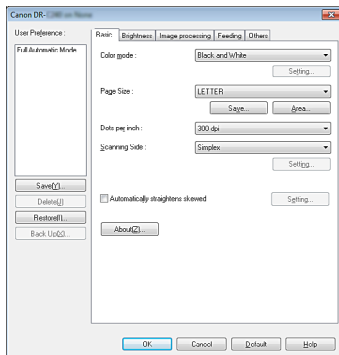 Canon DR- on None
User Preference :
Full Automatic Mode
Save(Y)...
Delete(J)
Restore(I)...
Back Up(X)...
Basic Brightness Image processing Feeding Others
Color mode : Black and White
Setting...
Page Size : LETTER
Save... Area...
Dots per inch : 300 dpi
Scanning Side : Simplex
Setting...
Automatically straightens skewed Setting...
About(Z)...
OK Cancel Default Help